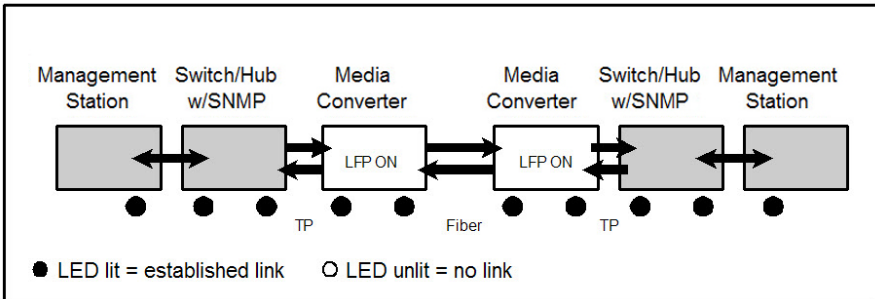 Management Station
Switch/Hub w/SNMP
Media Converter
Media Converter
Switch/Hub w/SNMP
Management Station
LFP ON
LFP ON
TP
Fiber
TP
LED lit = established link
LED unlit = no link